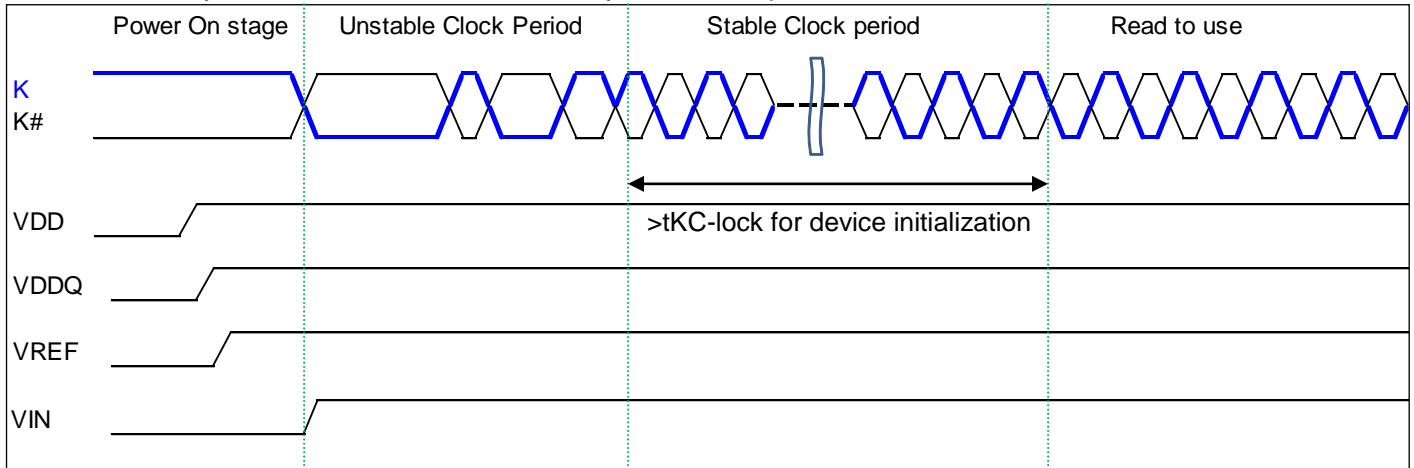 Power On stage Unstable Clock Period Stable Clock period Read to use
K
K#
VDD
>tKC-lock for device initialization
VDDQ
VREF
VIN